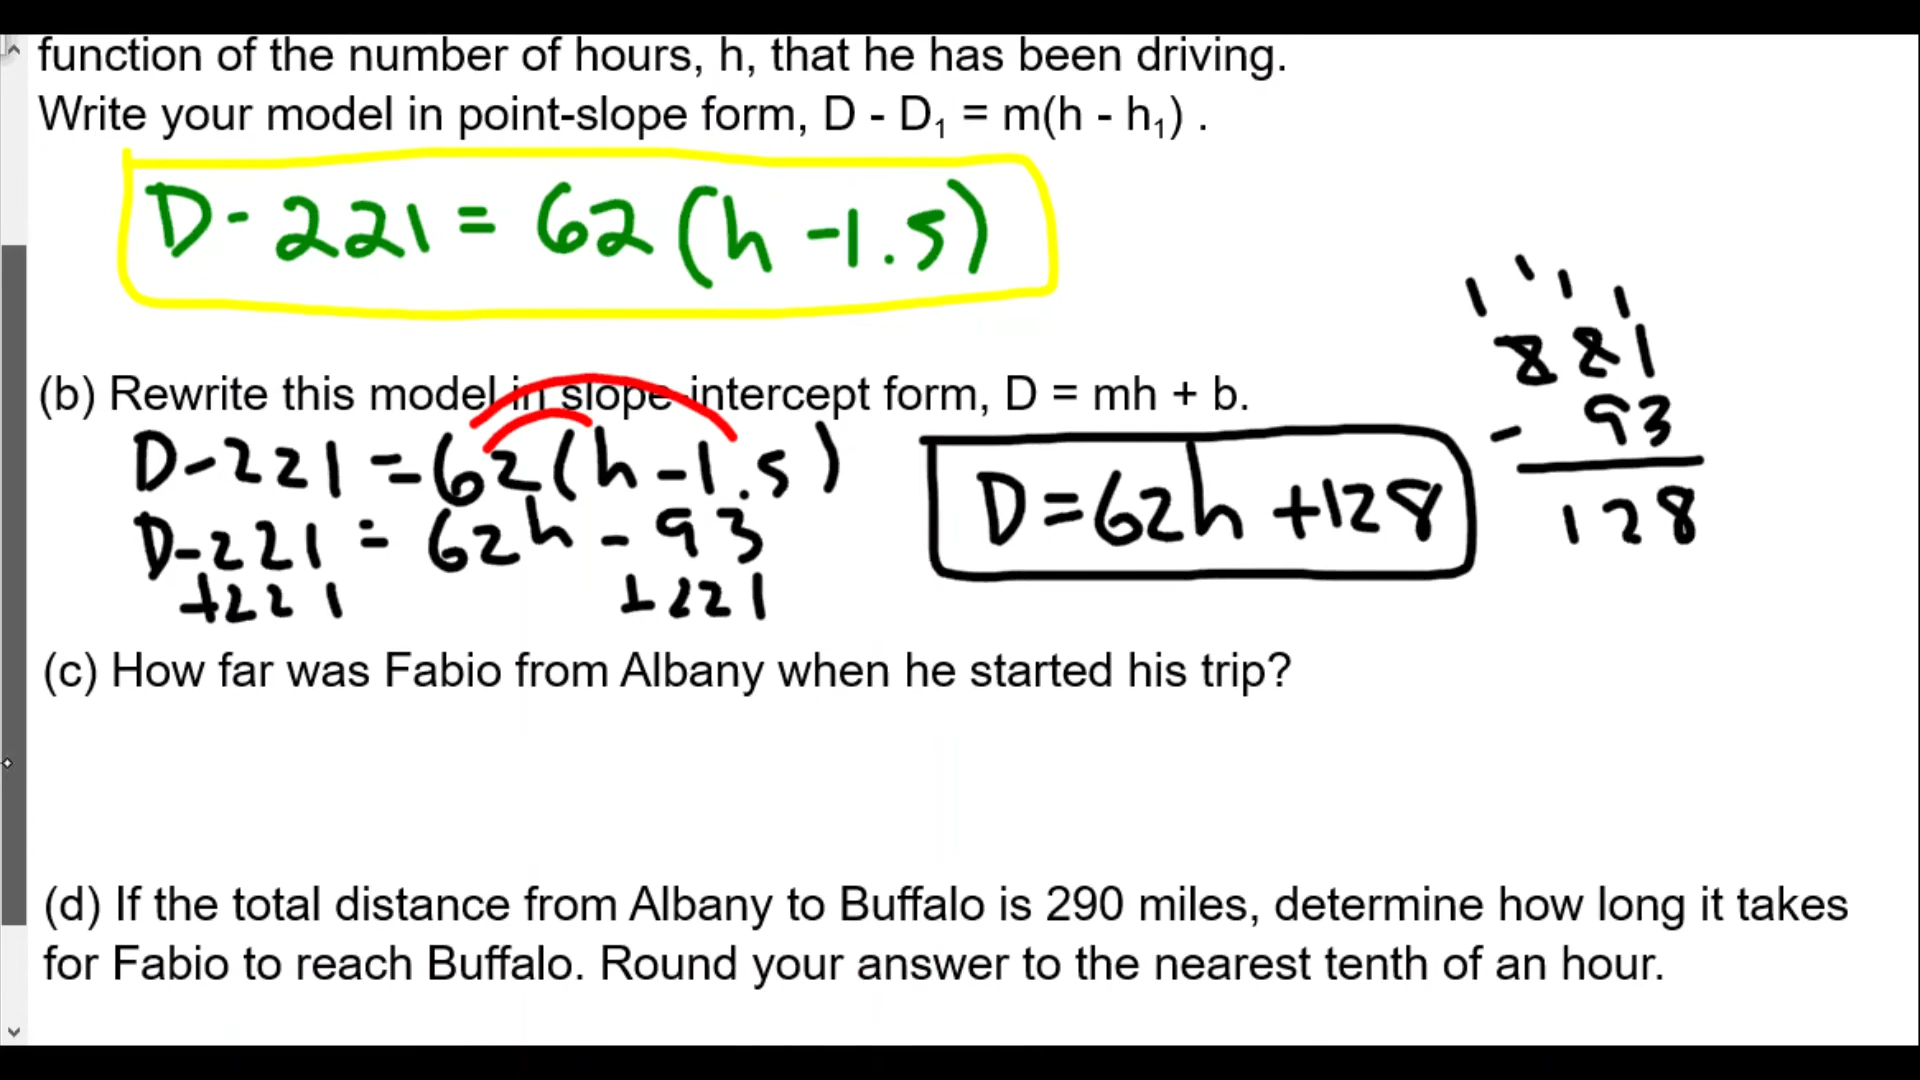 function of the number of hours, h, that he has been driving.
Write your model in point-slope form, D - D₁ = m(h - h₁) .
D - 221 = 62 (h - 1.5)
(b) Rewrite this model in slope-intercept form, D = mh + b.
D - 221 = 62 (h - 1.5)
D - 221 = 62h - 93
+221 +221
D = 62h + 128
221
- 93
128
(c) How far was Fabio from Albany when he started his trip?
(d) If the total distance from Albany to Buffalo is 290 miles, determine how long it takes
for Fabio to reach Buffalo. Round your answer to the nearest tenth of an hour.